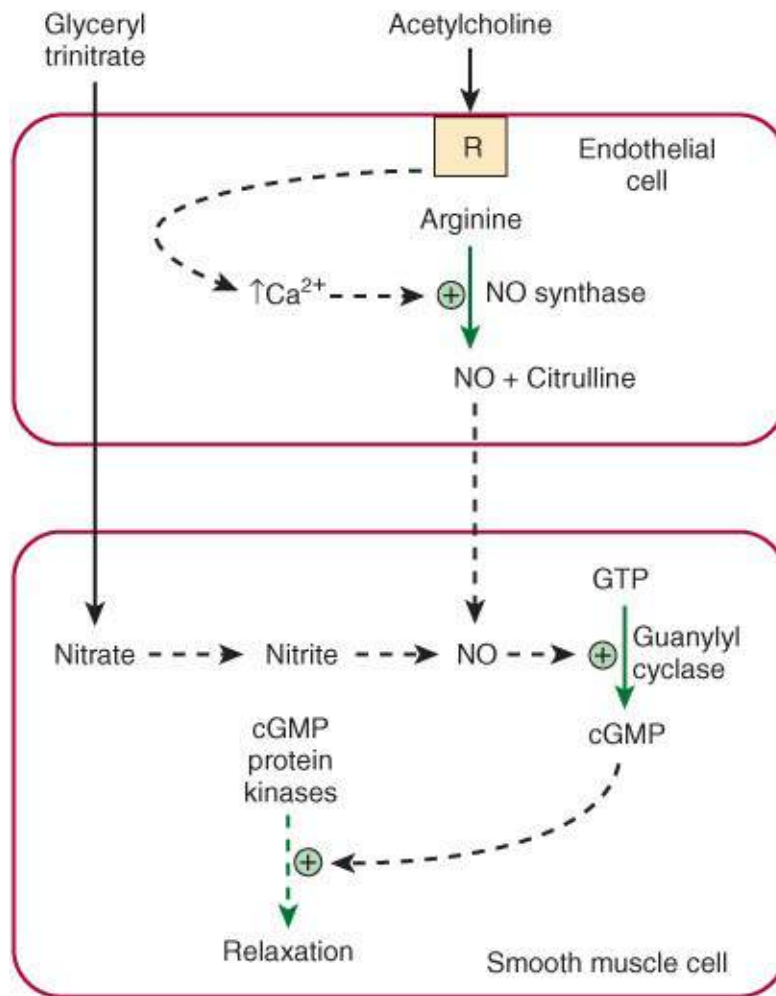 Glyceryl
trinitrate
Acetylcholine
R
Endothelial
cell
Arginine
↑Ca²⁺
+
NO synthase
NO + Citrulline
GTP
Nitrate
Nitrite
NO
+
Guanylyl
cyclase
cGMP
protein
kinases
cGMP
+
Relaxation
Smooth muscle cell